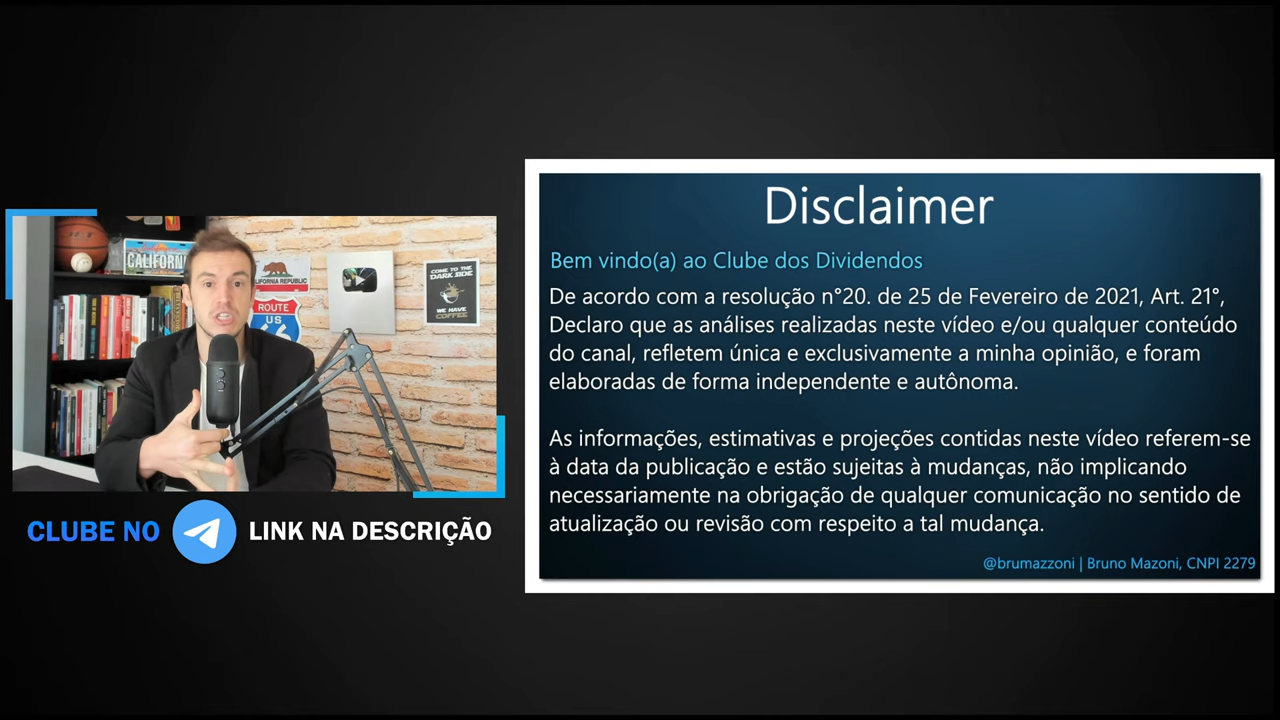 CALIFORN
CALIFORNIA REPUBLIC
ROUTE
US
COME TO THE
DARK SIDE
WE HAVE
COFFEE
CLUBE NO
LINK NA DESCRIÇÃO
Disclaimer
Bem vindo(a) ao Clube dos Dividendos
De acordo com a resolução n°20. de 25 de Fevereiro de 2021, Art. 21°,
Declaro que as análises realizadas neste vídeo e/ou qualquer conteúdo
do canal, refletem única e exclusivamente a minha opinião, e foram
elaboradas de forma independente e autônoma.
As informações, estimativas e projeções contidas neste vídeo referem-se
à data da publicação e estão sujeitas à mudanças, não implicando
necessariamente na obrigação de qualquer comunicação no sentido de
atualização ou revisão com respeito a tal mudança.
@brumazzoni | Bruno Mazoni, CNPI 2279